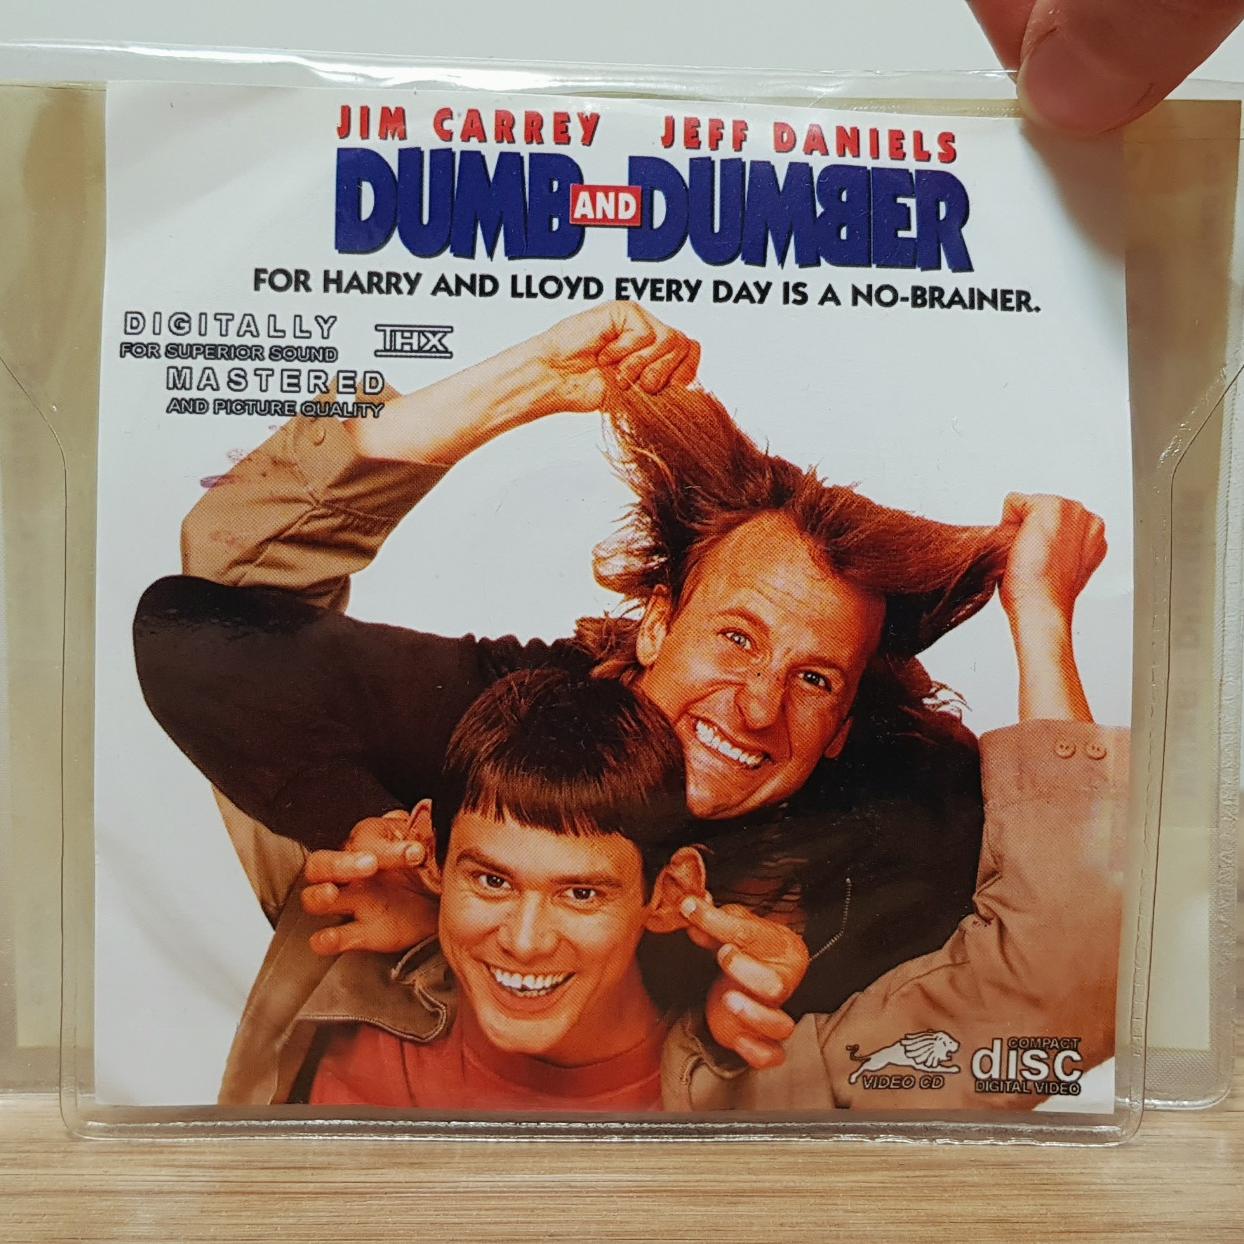 JIM CARREY JEFF DANIELS
DUMB AND DUMBER
FOR HARRY AND LLOYD EVERY DAY IS A NO-BRAINER.
DIGITALLY
FOR SUPERIOR SOUND
MASTERED
AND PICTURE QUALITY
THX
VIDEO CD
COMPACT
disc
DIGITAL VIDEO